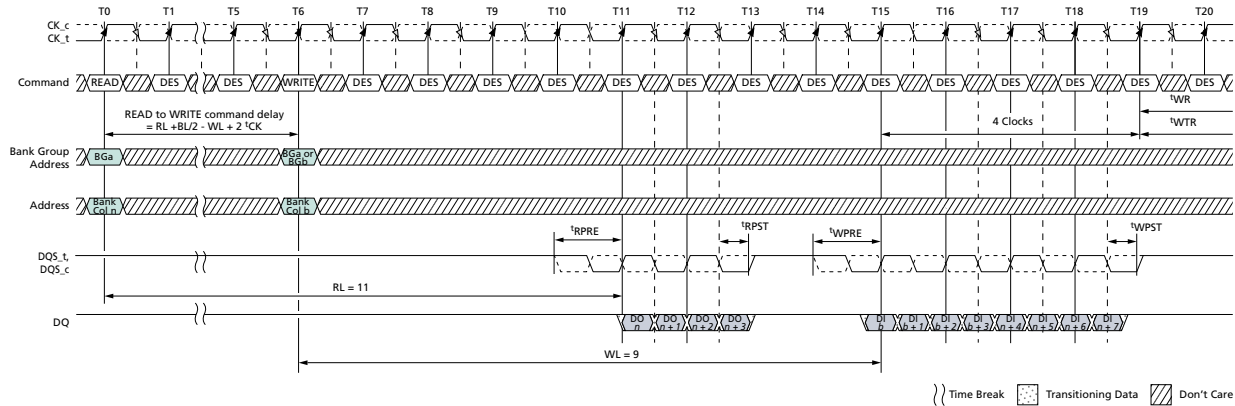 T0 T1 T5 T6 T7 T8 T9 T10 T11 T12 T13 T14 T15 T16 T17 T18 T19 T20
CK_c
CK_t
Command READ DES DES WRITE DES DES DES DES DES DES DES DES DES DES DES DES DES DES
READ to WRITE command delay
= RL +BL/2 - WL + 2 tCK
4 Clocks
tWR
tWTR
Bank Group
Address
BGa
BGa or
BGb
Address
Bank
Col n
Bank
Col b
tRPRE tRPST tWPRE tWPST
DQS_t,
DQS_c
RL = 11
DQ
DO
n
DO
n + 1
DO
n + 2
DO
n + 3
DI
b
DI
b + 1
DI
b + 2
DI
b + 3
DI
n + 4
DI
n + 5
DI
n + 6
DI
n + 7
WL = 9
Time Break Transitioning Data Don't Care